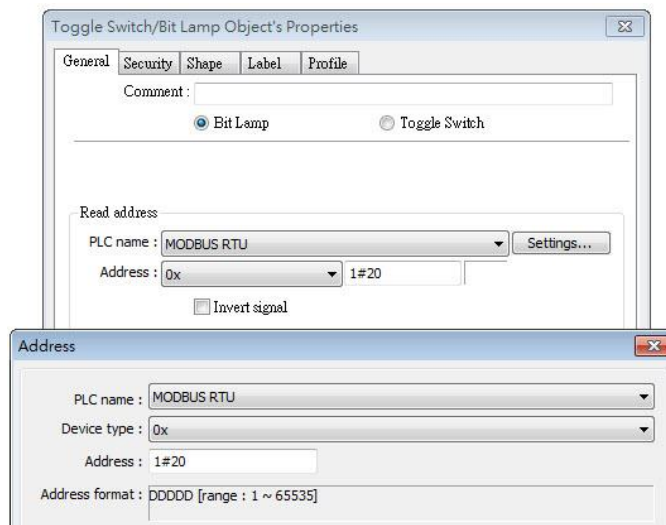 Toggle Switch/Bit Lamp Object's Properties
General Security Shape Label Profile
Comment :
Bit Lamp Toggle Switch
Read address
PLC name : MODBUS RTU Settings...
Address : 0x 1#20
Invert signal
Address
PLC name : MODBUS RTU
Device type : 0x
Address : 1#20
Address format : DDDDD [range : 1 ~ 65535]